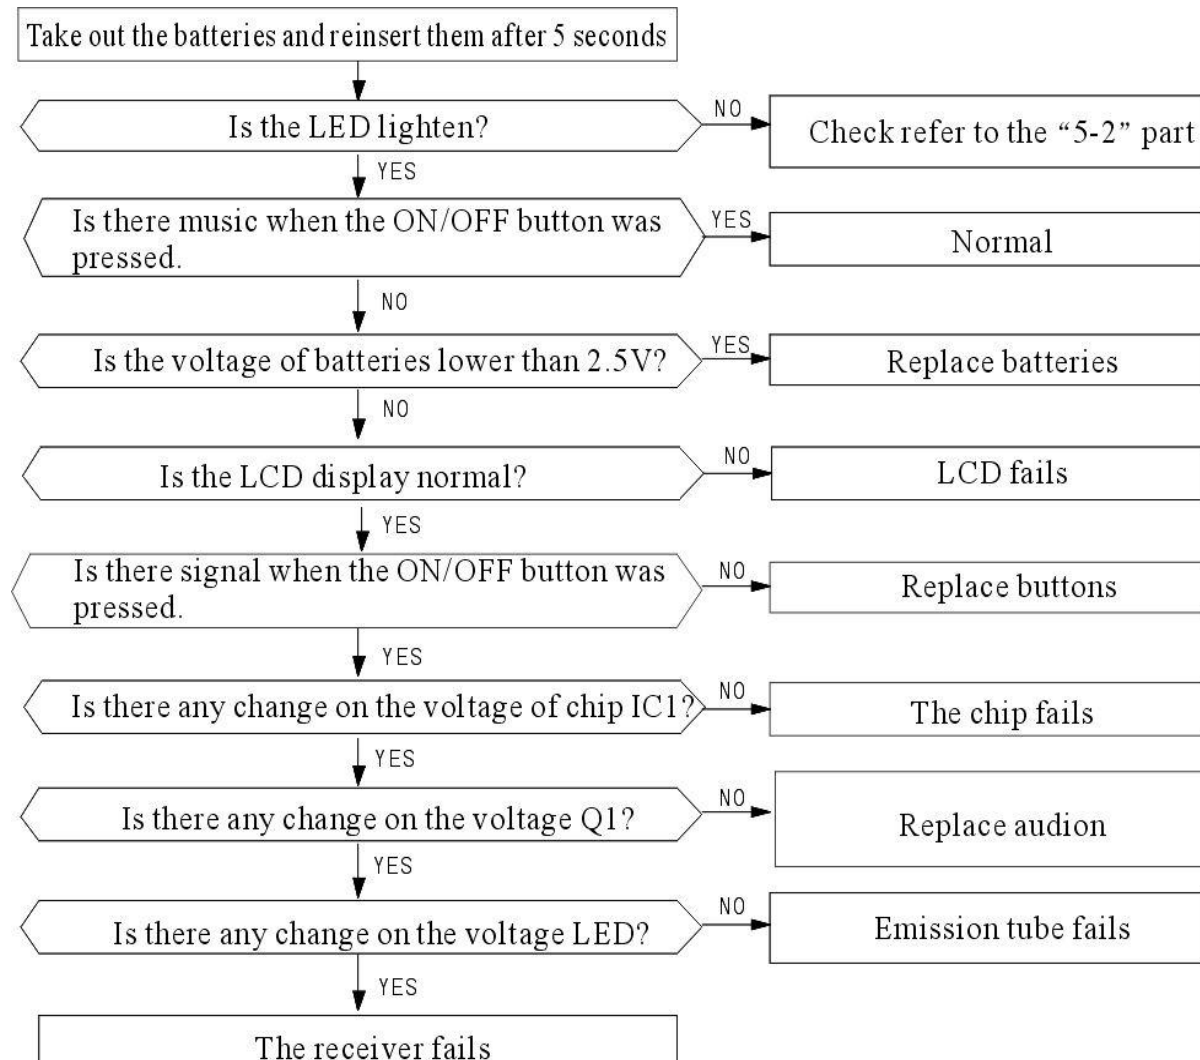 Take out the batteries and reinsert them after 5 seconds
Is the LED lighten?
NO
Check refer to the “5-2” part
YES
Is there music when the ON/OFF button was
pressed.
YES
Normal
NO
Is the voltage of batteries lower than 2.5V?
YES
Replace batteries
NO
Is the LCD display normal?
NO
LCD fails
YES
Is there signal when the ON/OFF button was
pressed.
NO
Replace buttons
YES
Is there any change on the voltage of chip IC1?
NO
The chip fails
YES
Is there any change on the voltage Q1?
NO
Replace audion
YES
Is there any change on the voltage LED?
NO
Emission tube fails
YES
The receiver fails